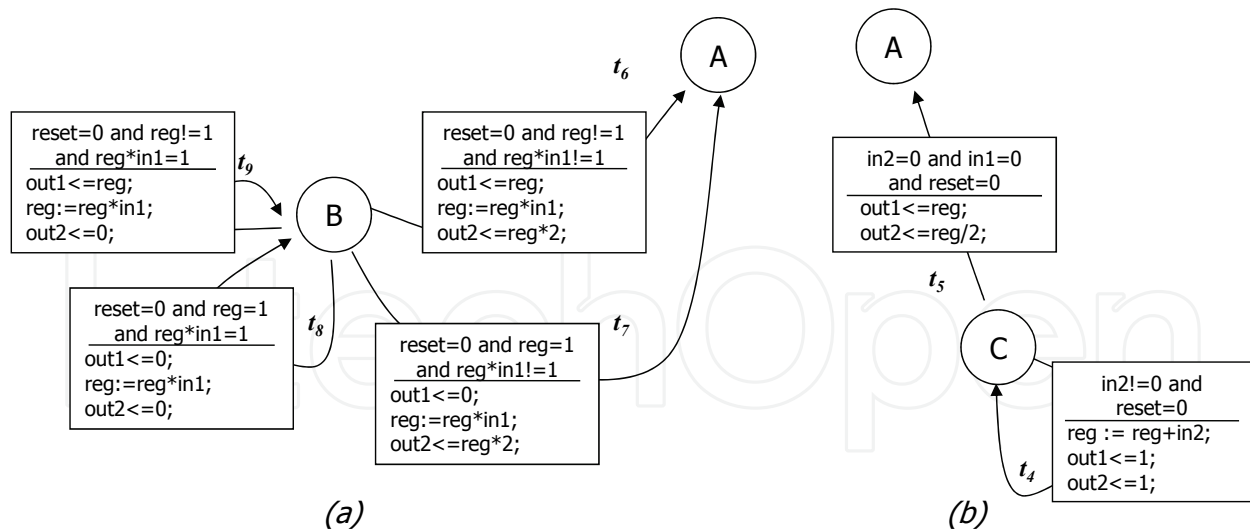 A
t6
reset=0 and reg!=1
and reg*in1=1
out1<=reg;
reg:=reg*in1;
out2<=0;
t9
B
reset=0 and reg!=1
and reg*in1!=1
out1<=reg;
reg:=reg*in1;
out2<=reg*2;
reset=0 and reg=1
and reg*in1=1
out1<=0;
reg:=reg*in1;
out2<=0;
t8
reset=0 and reg=1
and reg*in1!=1
out1<=0;
reg:=reg*in1;
out2<=reg*2;
t7
(a)
A
in2=0 and in1=0
and reset=0
out1<=reg;
out2<=reg/2;
t5
C
in2!=0 and
reset=0
reg := reg+in2;
out1<=1;
out2<=1;
t4
(b)
IntechOpen